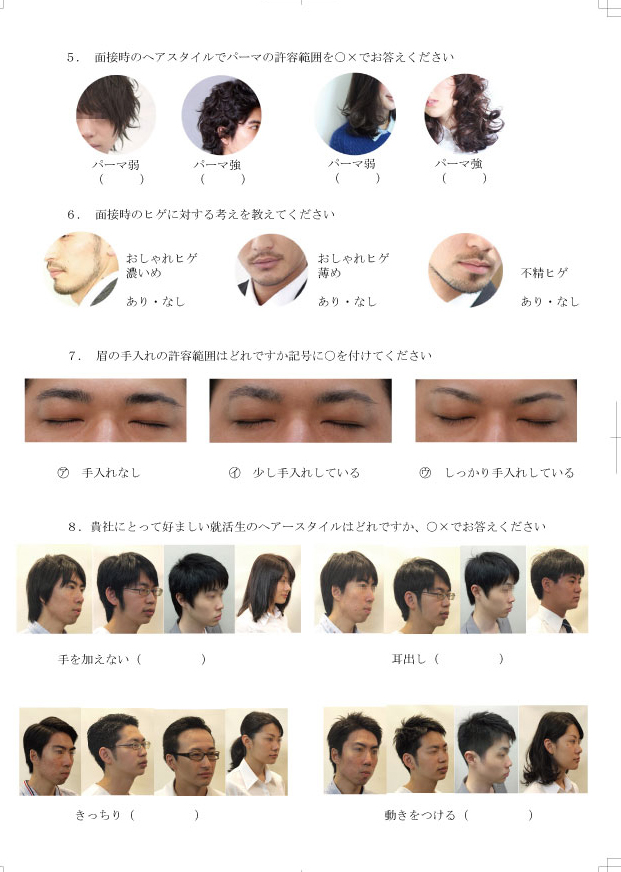 ５．　面接時のヘアスタイルでパーマの許容範囲を○×でお答えください
パーマ弱　パーマ強　パーマ弱　パーマ強
（　　　）　（　　　）　（　　　）　（　　　）
６．　面接時のヒゲに対する考えを教えてください
おしゃれヒゲ　おしゃれヒゲ
濃いめ　薄め　不精ヒゲ
あり・なし　あり・なし　あり・なし
７．　眉の手入れの許容範囲はどれですか記号に○を付けてください
㋐　手入れなし　㋑　少し手入れしている　㋒　しっかり手入れしている
８．貴社にとって好ましい就活生のヘアースタイルはどれですか、○×でお答えください
手を加えない（　　　　　）　耳出し（　　　　　）
きっちり（　　　　　）　動きをつける（　　　　　）